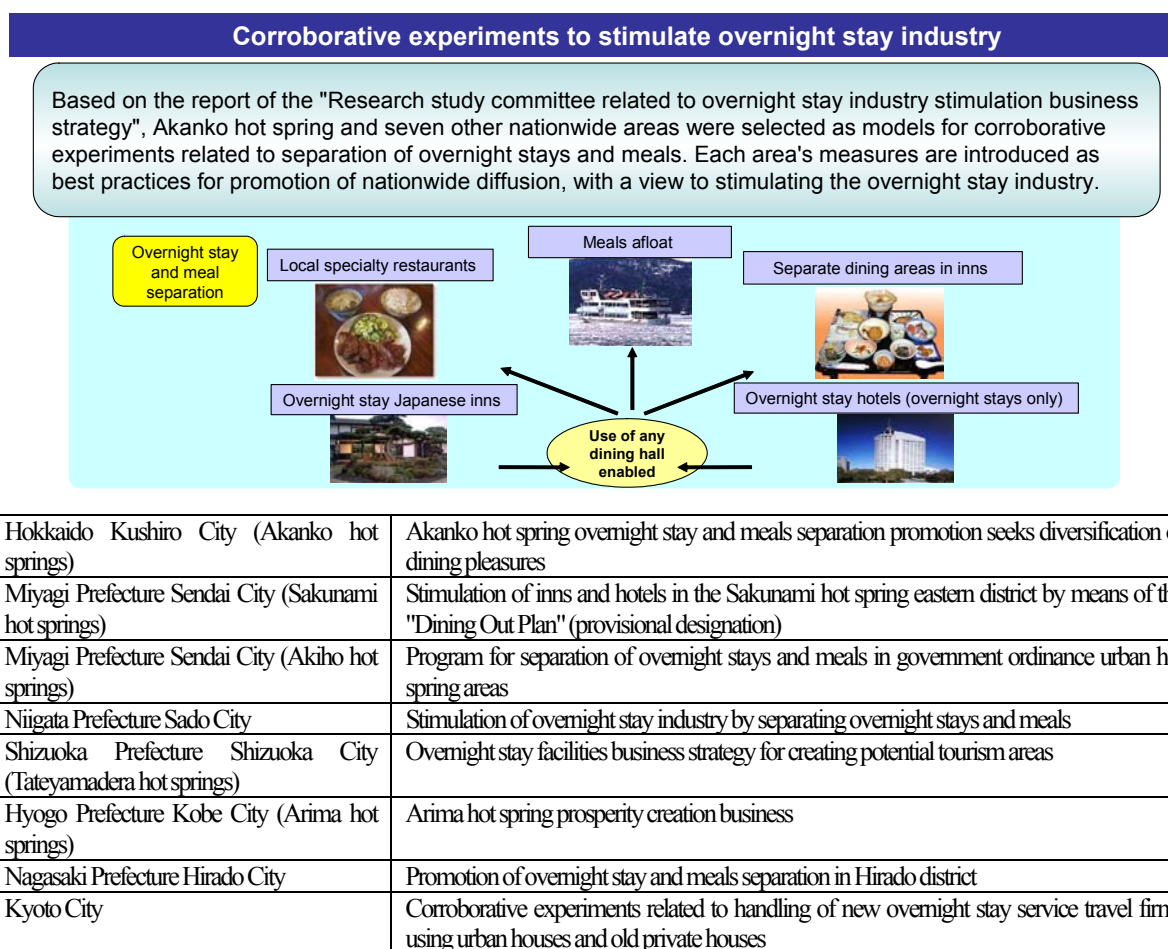 Corroborative experiments to stimulate overnight stay industry
Based on the report of the "Research study committee related to overnight stay industry stimulation business
strategy", Akanko hot spring and seven other nationwide areas were selected as models for corroborative
experiments related to separation of overnight stays and meals. Each area's measures are introduced as
best practices for promotion of nationwide diffusion, with a view to stimulating the overnight stay industry.
Overnight stay
and meal
separation
Local specialty restaurants
Meals afloat
Separate dining areas in inns
Overnight stay Japanese inns
Overnight stay hotels (overnight stays only)
Use of any
dining hall
enabled
Hokkaido Kushiro City (Akanko hot
springs)
Akanko hot spring overnight stay and meals separation promotion seeks diversification
dining pleasures
Miyagi Prefecture Sendai City (Sakunami
hot springs)
Stimulation of inns and hotels in the Sakunami hot spring eastern district by means of
"Dining Out Plan" (provisional designation)
Miyagi Prefecture Sendai City (Akiho hot
springs)
Program for separation of overnight stays and meals in government ordinance urban
spring areas
Niigata Prefecture Sado City
Stimulation of overnight stay industry by separating overnight stays and meals
Shizuoka Prefecture Shizuoka City
(Tateyamadera hot springs)
Overnight stay facilities business strategy for creating potential tourism areas
Hyogo Prefecture Kobe City (Arima hot
springs)
Arima hot spring prosperity creation business
Nagasaki Prefecture Hirado City
Promotion of overnight stay and meals separation in Hirado district
Kyoto City
Corroborative experiments related to handling of new overnight stay service travel
using urban houses and old private houses